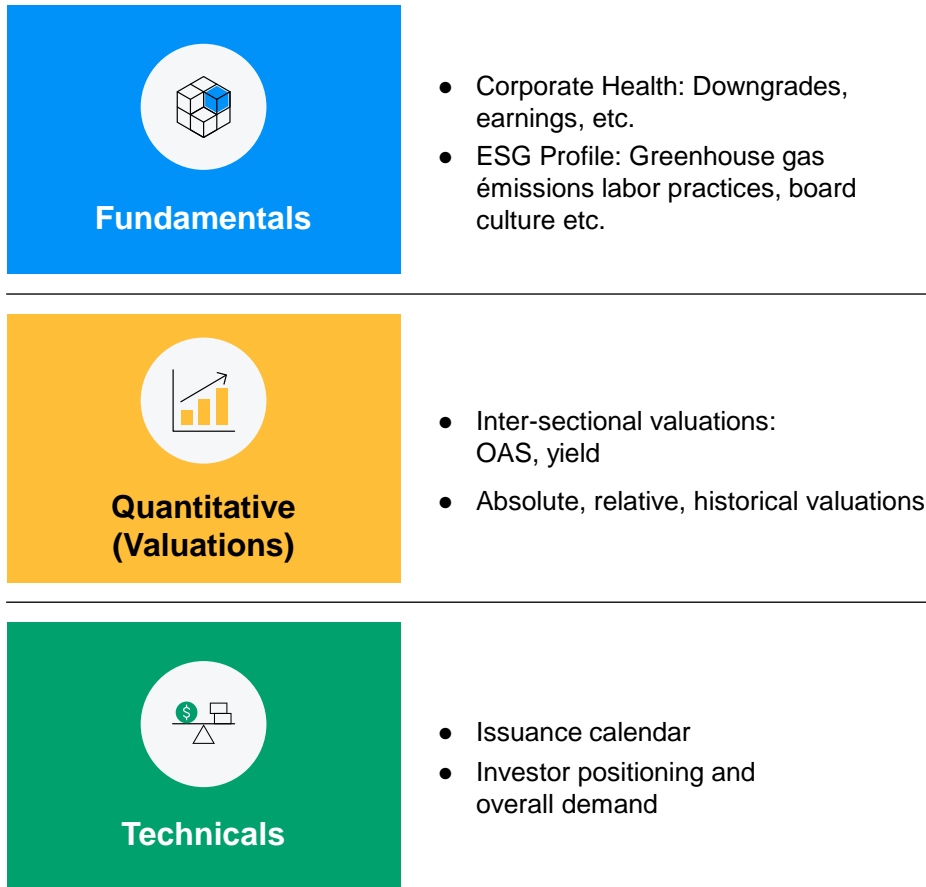 Fundamentals
● Corporate Health: Downgrades,
earnings, etc.
● ESG Profile: Greenhouse gas
émissions labor practices, board
culture etc.
Quantitative
(Valuations)
● Inter-sectional valuations:
OAS, yield
● Absolute, relative, historical valuations
$
Technicals
● Issuance calendar
● Investor positioning and
overall demand